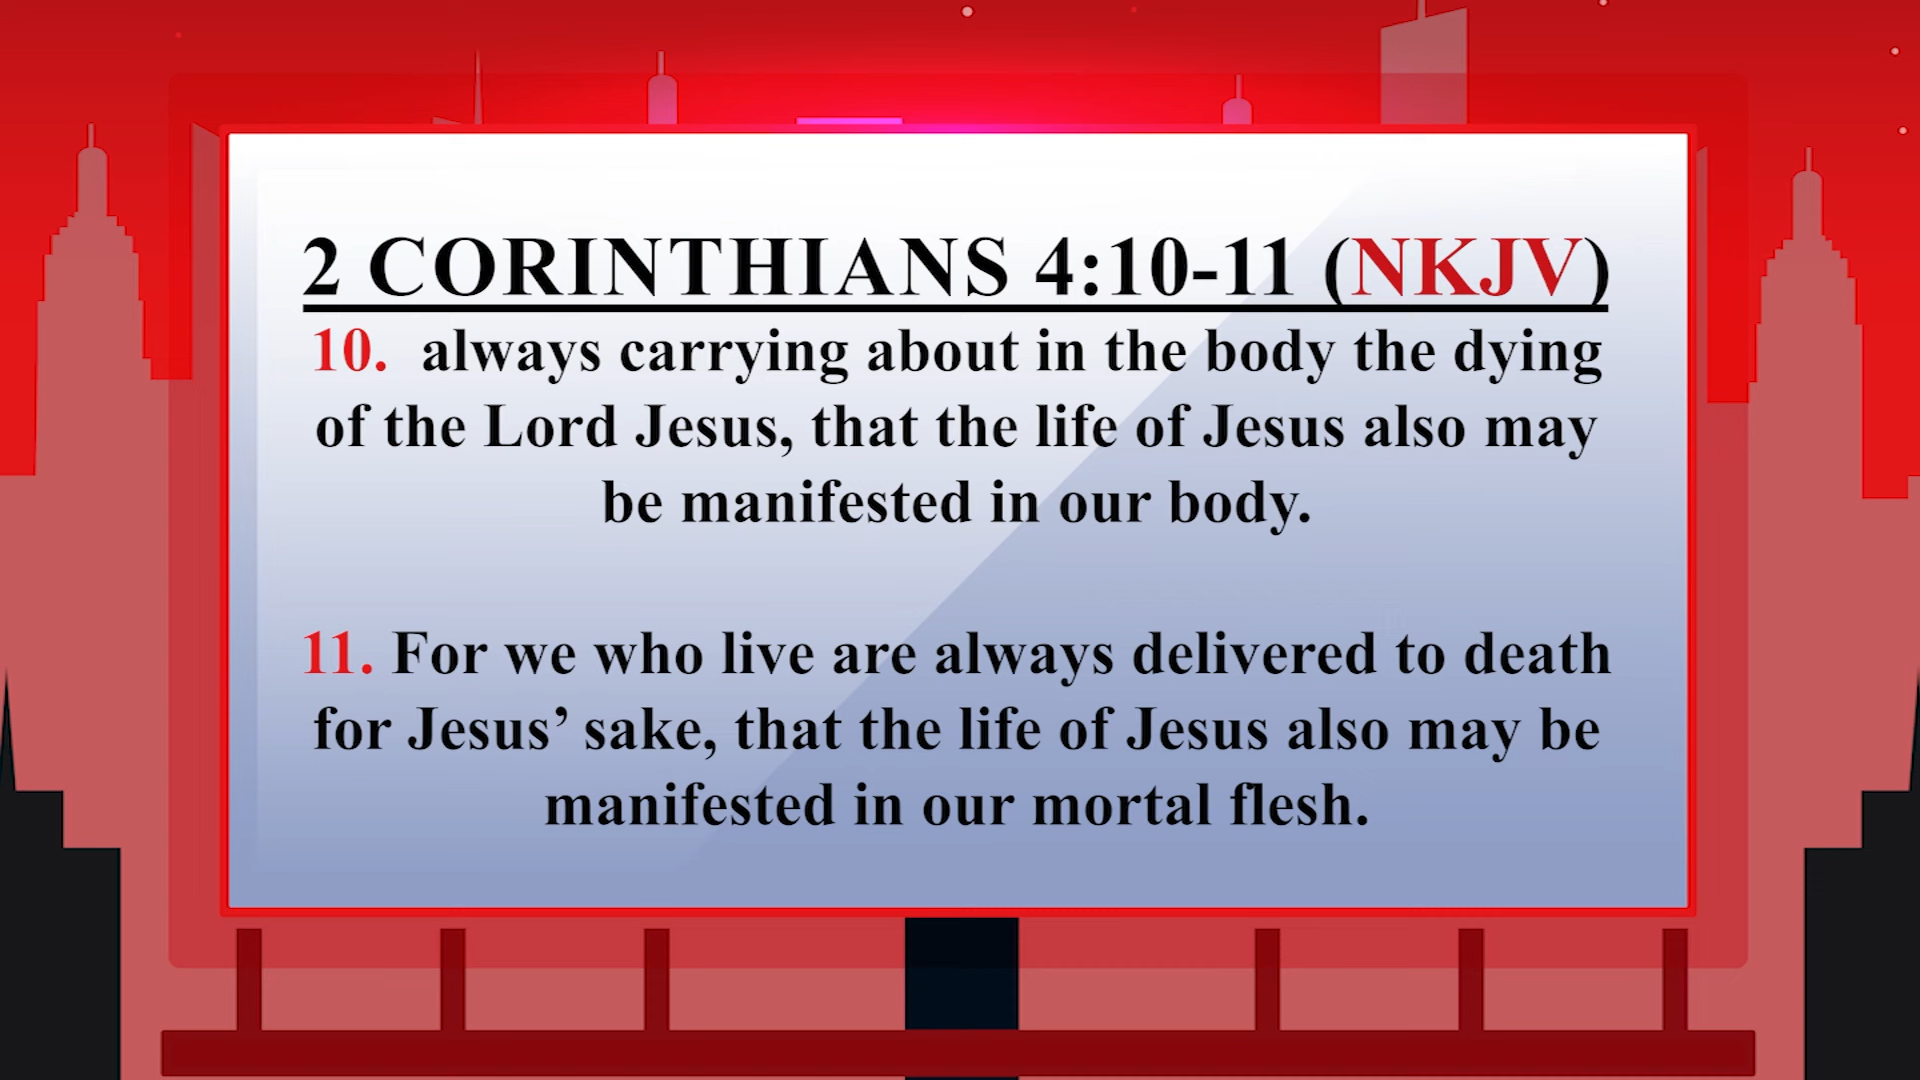 2 CORINTHIANS 4:10-11 (NKJV)
10. always carrying about in the body the dying
of the Lord Jesus, that the life of Jesus also may
be manifested in our body.
11. For we who live are always delivered to death
for Jesus’ sake, that the life of Jesus also may be
manifested in our mortal flesh.